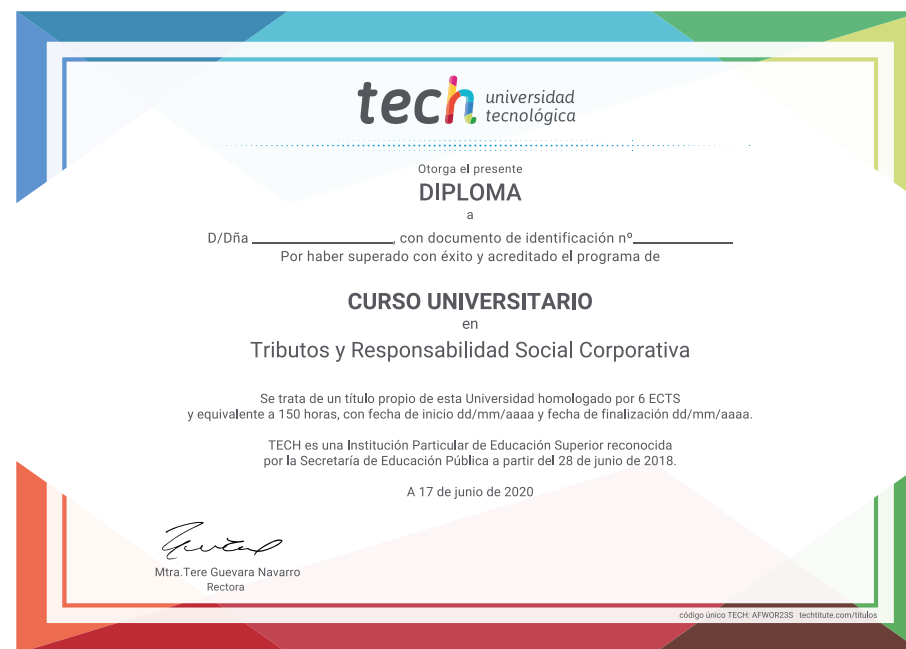 tech universidad
tecnológica
Otorga el presente
DIPLOMA
a
D/Dña ____________________, con documento de identificación nº______________
Por haber superado con éxito y acreditado el programa de
CURSO UNIVERSITARIO
en
Tributos y Responsabilidad Social Corporativa
Se trata de un título propio de esta Universidad homologado por 6 ECTS
y equivalente a 150 horas, con fecha de inicio dd/mm/aaaa y fecha de finalización dd/mm/aaaa.
TECH es una Institución Particular de Educación Superior reconocida
por la Secretaría de Educación Pública a partir del 28 de junio de 2018.
A 17 de junio de 2020
Mtra.Tere Guevara Navarro
Rectora
código único TECH: AFWOR23S techtitute.com/titulos